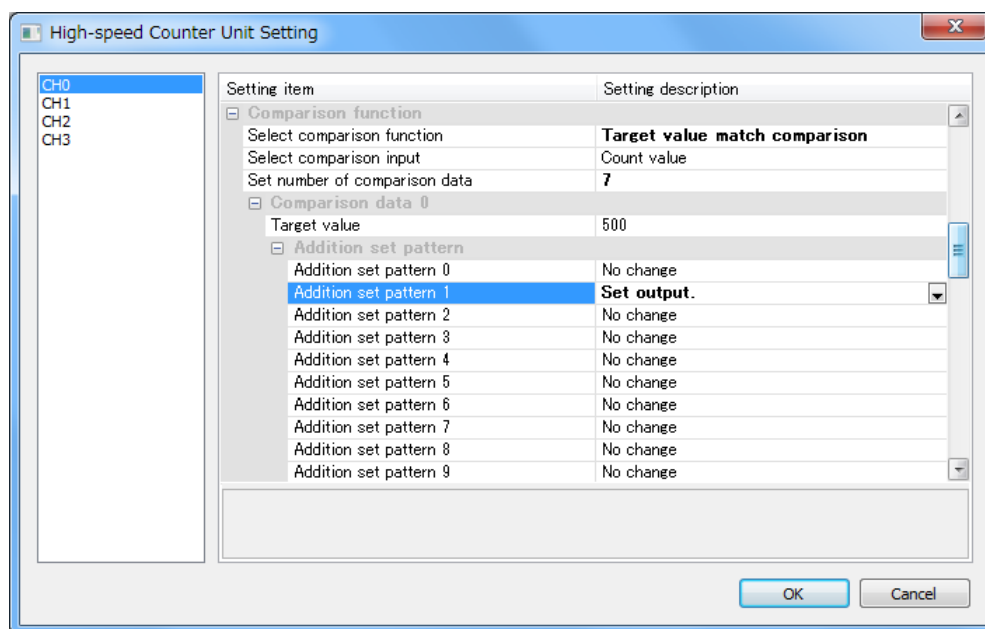 High-speed Counter Unit Setting
CH0
CH1
CH2
CH3
Setting item Setting description
Comparison function
Select comparison function Target value match comparison
Select comparison input Count value
Set number of comparison data 7
Comparison data 0
Target value 500
Addition set pattern
Addition set pattern 0 No change
Addition set pattern 1 Set output.
Addition set pattern 2 No change
Addition set pattern 3 No change
Addition set pattern 4 No change
Addition set pattern 5 No change
Addition set pattern 6 No change
Addition set pattern 7 No change
Addition set pattern 8 No change
Addition set pattern 9 No change
OK Cancel